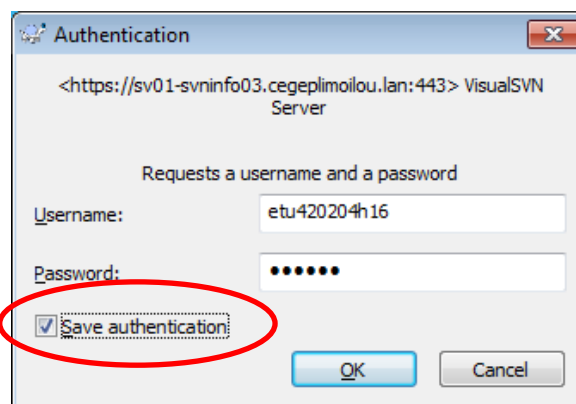 Authentication
<https://sv01-svninfo03.cegeplimoilou.lan:443> VisualSVN
Server
Requests a username and a password
Username: etu420204h16
Password: ●●●●●●
Save authentication
OK Cancel